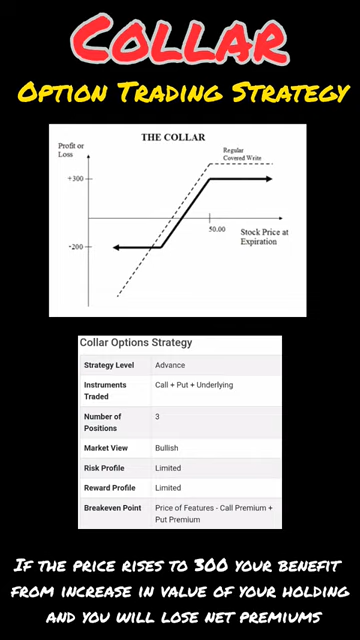 COLLAR
OPTION TRADING STRATEGY
THE COLLAR
Profit or
Loss
Regular
Covered Write
+300
50.00
Stock Price at
Expiration
-200
Collar Options Strategy
Strategy Level Advance
Instruments Call + Put + Underlying
Traded
Number of 3
Positions
Market View Bullish
Risk Profile Limited
Reward Profile Limited
Breakeven Point Price of Features - Call Premium +
Put Premium
IF THE PRICE RISES TO 300 YOUR BENEFIT
FROM INCREASE IN VALUE OF YOUR HOLDING
AND YOU WILL LOSE NET PREMIUMS